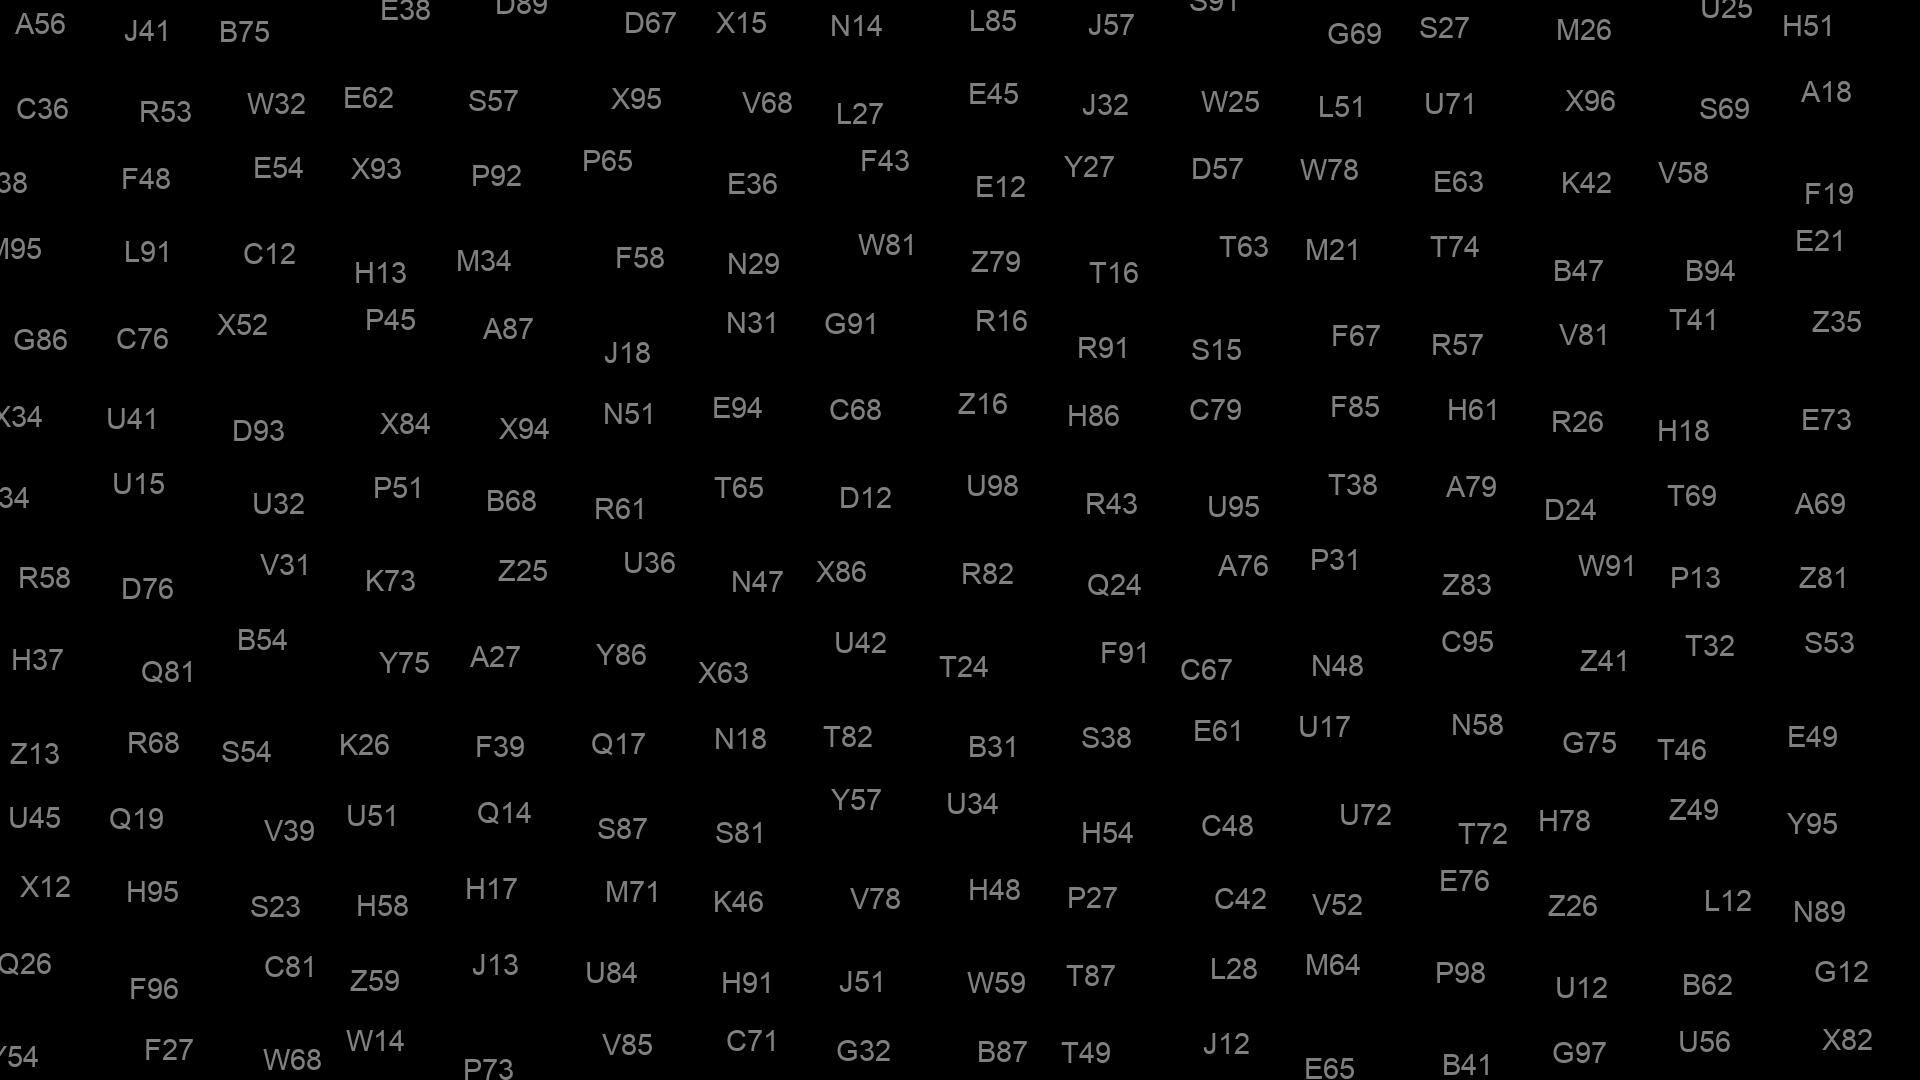 A56 J41 B75 E38 D89 D67 X15 N14 L85 J57 S91 G69 S27 M26 U25 H51
C36 R53 W32 E62 S57 X95 V68 L27 E45 J32 W25 L51 U71 X96 S69 A18
38 F48 E54 X93 P92 P65 E36 F43 E12 Y27 D57 W78 E63 K42 V58 F19
M95 L91 C12 H13 M34 F58 N29 W81 Z79 T16 T63 M21 T74 B47 B94 E21
G86 C76 X52 P45 A87 J18 N31 G91 R16 R91 S15 F67 R57 V81 T41 Z35
X34 U41 D93 X84 X94 N51 E94 C68 Z16 H86 C79 F85 H61 R26 H18 E73
34 U15 U32 P51 B68 R61 T65 D12 U98 R43 U95 T38 A79 D24 T69 A69
R58 D76 V31 K73 Z25 U36 N47 X86 R82 Q24 A76 P31 Z83 W91 P13 Z81
H37 Q81 B54 Y75 A27 Y86 X63 U42 T24 F91 C67 N48 C95 Z41 T32 S53
Z13 R68 S54 K26 F39 Q17 N18 T82 B31 S38 E61 U17 N58 G75 T46 E49
U45 Q19 V39 U51 Q14 S87 S81 Y57 U34 H54 C48 U72 T72 H78 Z49 Y95
X12 H95 S23 H58 H17 M71 K46 V78 H48 P27 C42 V52 E76 Z26 L12 N89
Q26 F96 C81 Z59 J13 U84 H91 J51 W59 T87 L28 M64 P98 U12 B62 G12
Y54 F27 W68 W14 P73 V85 C71 G32 B87 T49 J12 E65 B41 G97 U56 X82